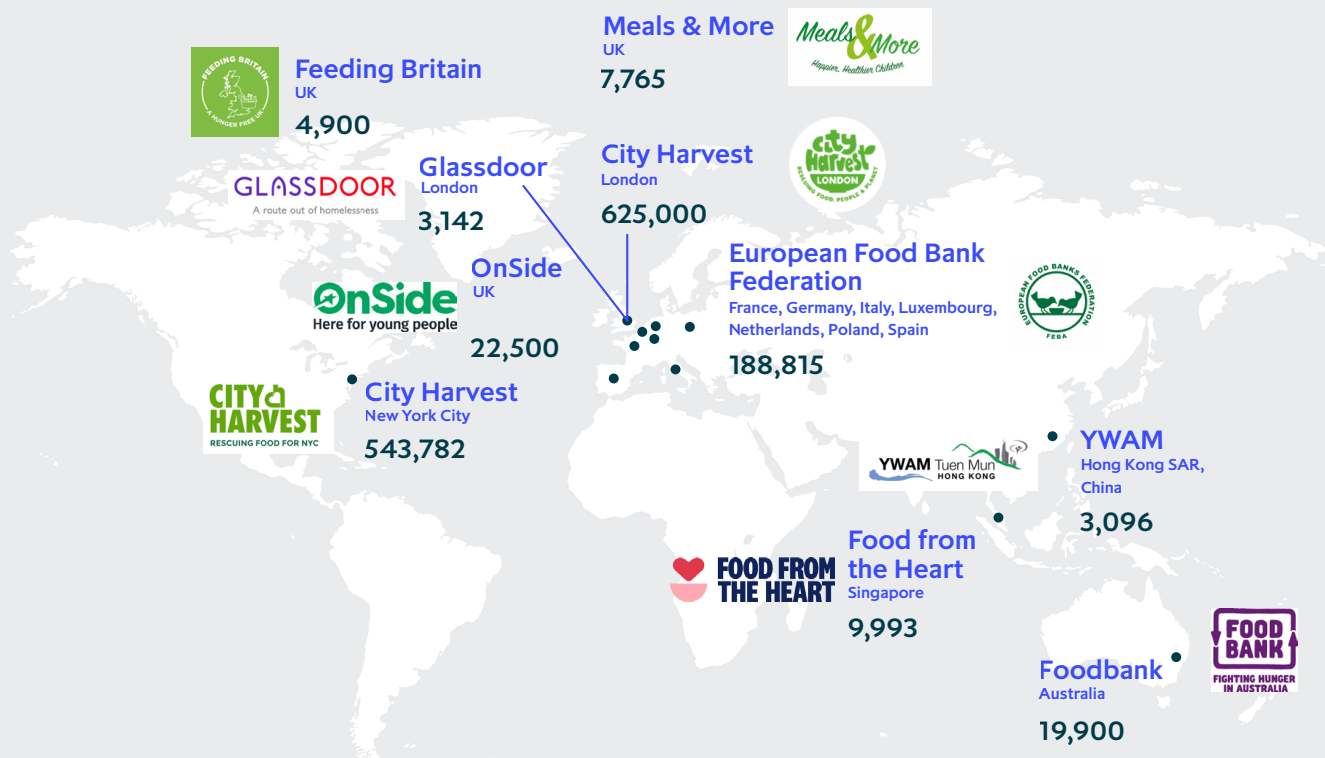 Meals & More
UK
7,765
Meals
&More
Happier, Healthier Children
FEEDING BRITAIN
A HUNGER FREE UK
Feeding Britain
UK
4,900
GLASSDOOR
A route out of homelessness
Glassdoor
London
3,142
City Harvest
London
625,000
city
Harvest
LONDON
RESCUING FOOD, PEOPLE & PLANET
OnSide
Here for young people
OnSide
UK
22,500
European Food Bank
Federation
France, Germany, Italy, Luxembourg,
Netherlands, Poland, Spain
188,815
EUROPEAN FOOD BANKS FEDERATION
FEBA
CITY
HARVEST
RESCUING FOOD FOR NYC
City Harvest
New York City
543,782
YWAM Tuen Mun
HONG KONG
YWAM
Hong Kong SAR,
China
3,096
FOOD FROM
THE HEART
Food from
the Heart
Singapore
9,993
Foodbank
Australia
19,900
FOOD
BANK
FIGHTING HUNGER
IN AUSTRALIA